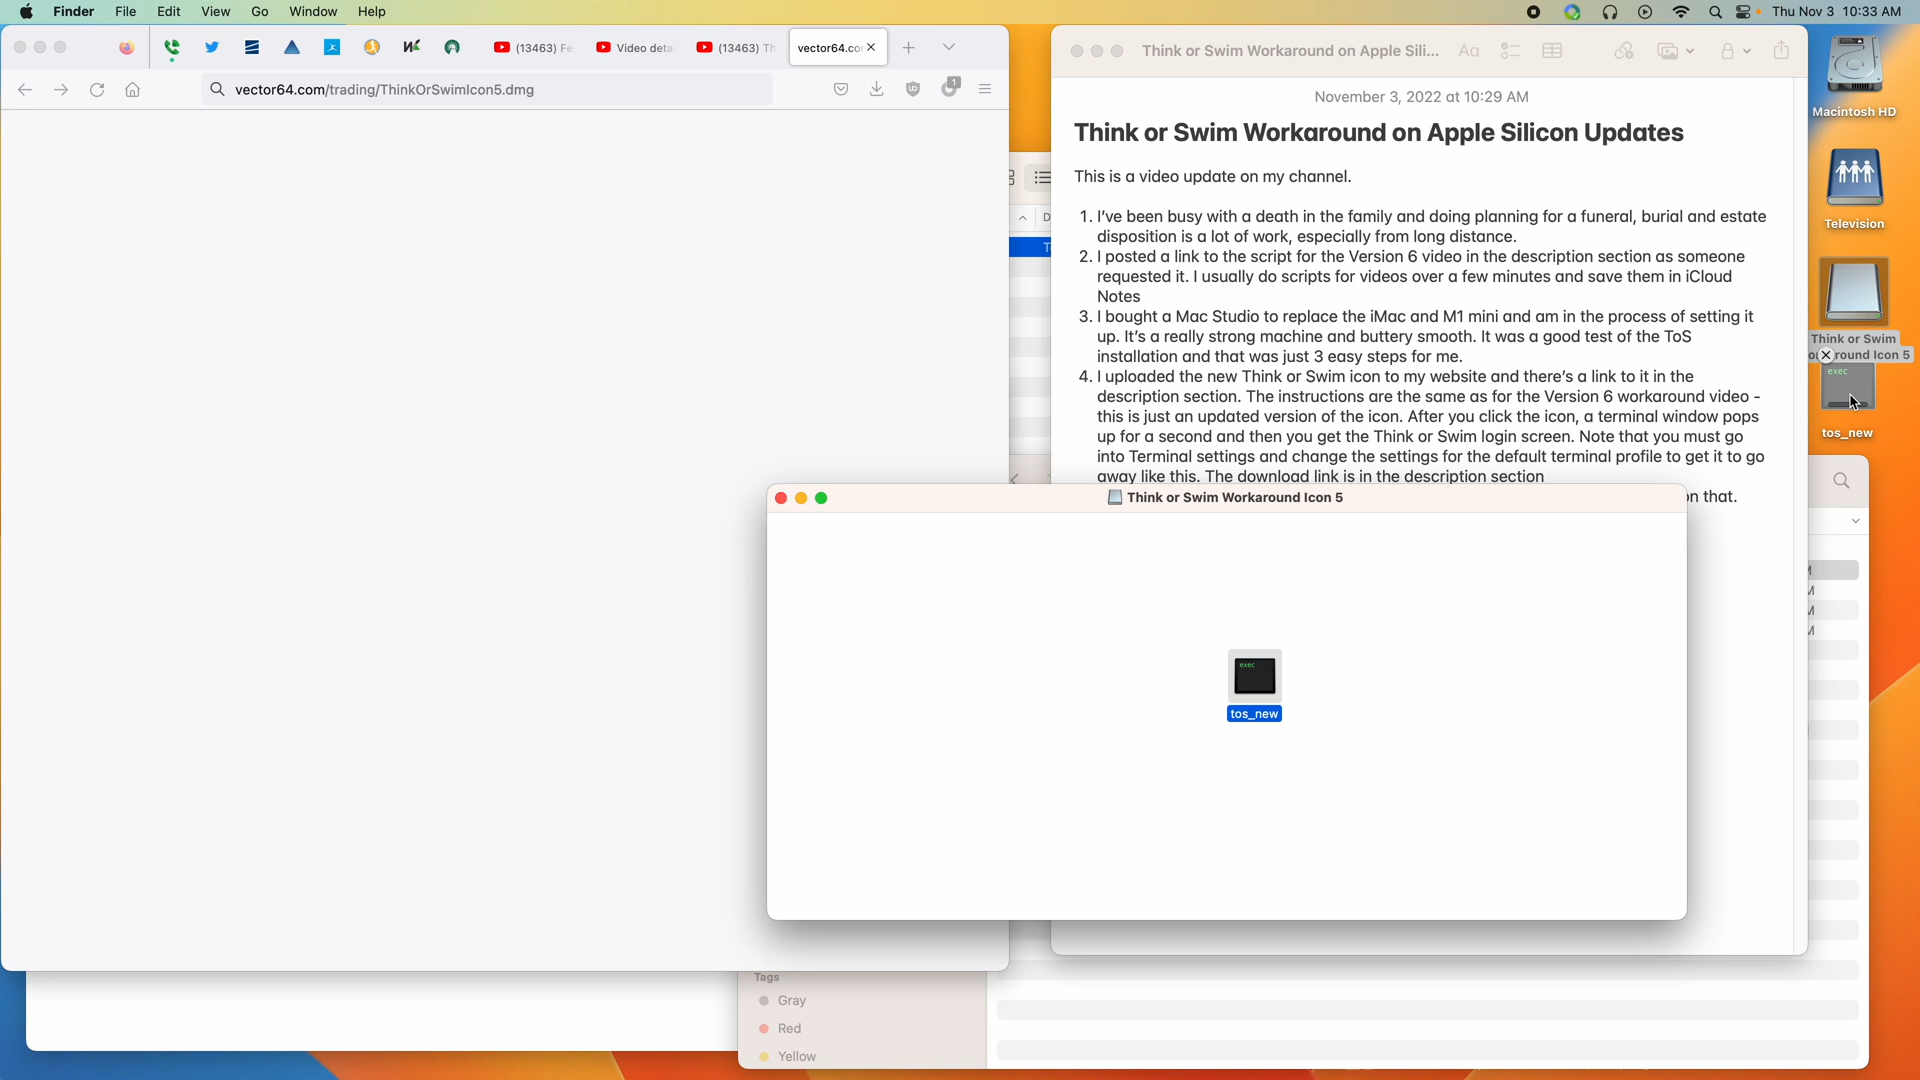 Finder File Edit View Go Window Help
Thu Nov 3 10:33 AM
(13463) Fe
Video deta
(13463) Th
vector64.cor
vector64.com/trading/ThinkOrSwimIcon5.dmg
1
Think or Swim Workaround on Apple Sili...
Aa
November 3, 2022 at 10:29 AM
Think or Swim Workaround on Apple Silicon Updates
This is a video update on my channel.
1. I've been busy with a death in the family and doing planning for a funeral, burial and estate
disposition is a lot of work, especially from long distance.
2. I posted a link to the script for the Version 6 video in the description section as someone
requested it. I usually do scripts for videos over a few minutes and save them in iCloud
Notes
3. I bought a Mac Studio to replace the iMac and M1 mini and am in the process of setting it
up. It's a really strong machine and buttery smooth. It was a good test of the ToS
installation and that was just 3 easy steps for me.
4. I uploaded the new Think or Swim icon to my website and there's a link to it in the
description section. The instructions are the same as for the Version 6 workaround video -
this is just an updated version of the icon. After you click the icon, a terminal window pops
up for a second and then you get the Think or Swim login screen. Note that you must go
into Terminal settings and change the settings for the default terminal profile to get it to go
away like this. The download link is in the description section
n that.
Macintosh HD
Television
Think or Swim
round Icon 5
exec
tos_new
Think or Swim Workaround Icon 5
exec
tos_new
Tags
Gray
Red
Yellow